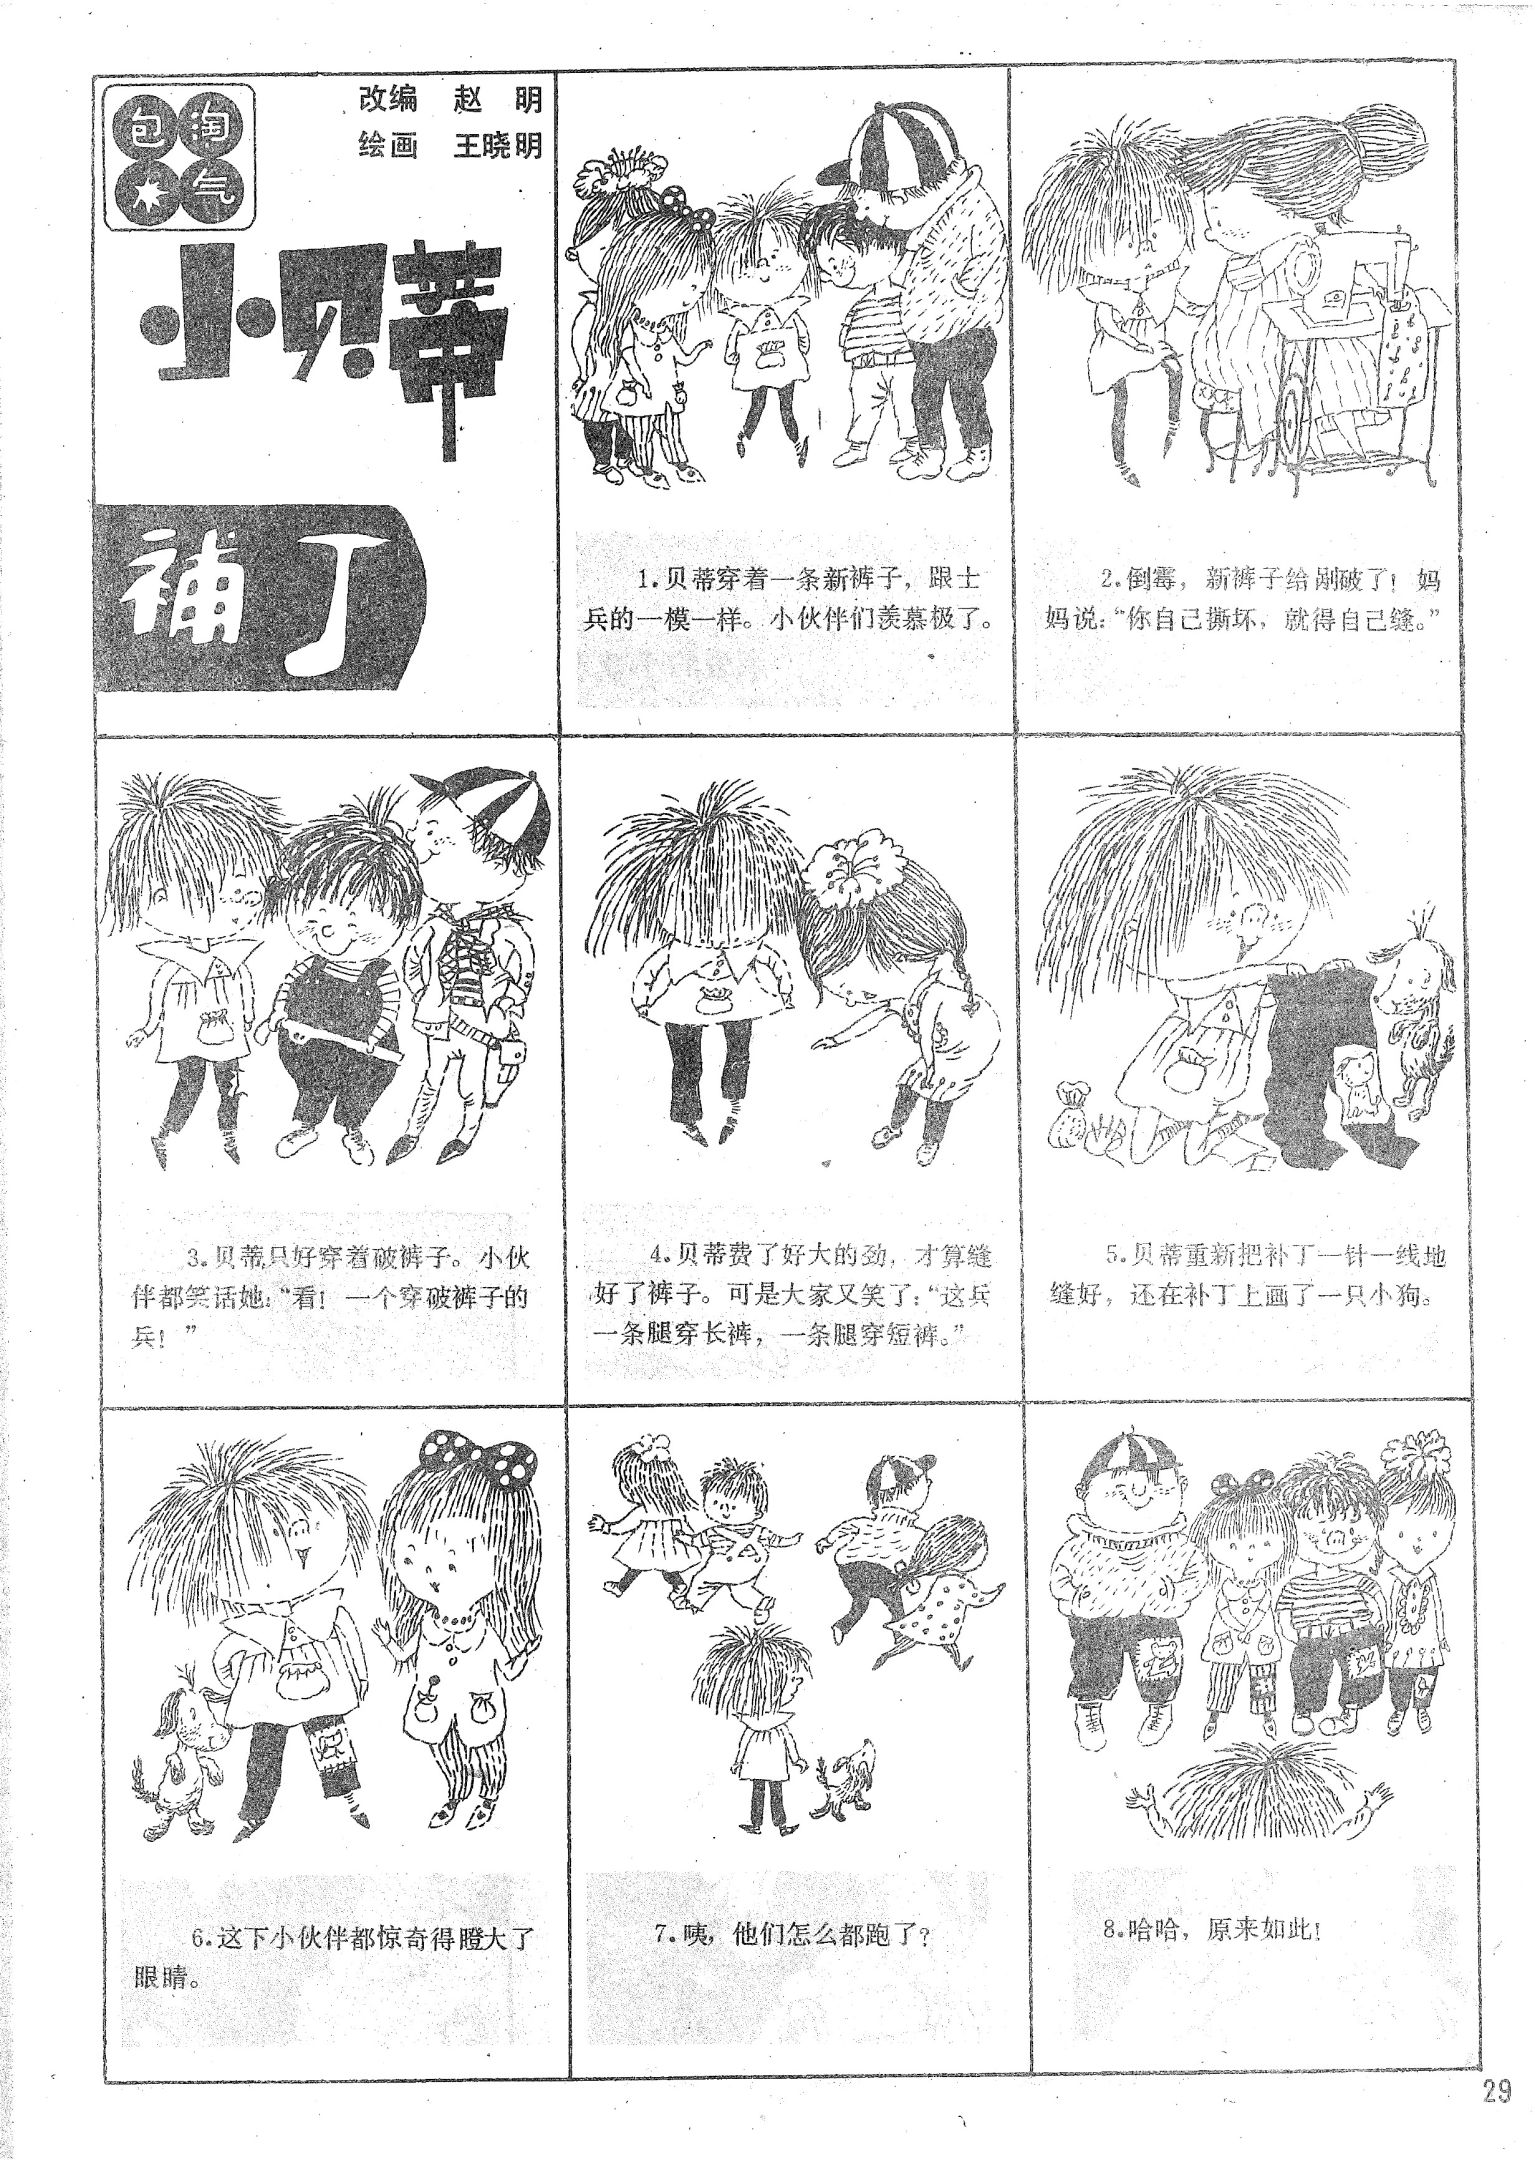 淘气包
改编 赵 明
绘画 王晓明
小贝蒂
補丁
1.贝蒂穿着一条新裤子，跟士
兵的一模一样。小伙伴们羡慕极了。
2.倒霉，新裤子给剐破了！妈
妈说：“你自己撕坏，就得自己缝。”
3.贝蒂只好穿着破裤子。小伙
伴都笑话她：“看！一个穿破裤子的
兵！”
4.贝蒂费了好大的劲，才算缝
好了裤子。可是大家又笑了：“这兵
一条腿穿长裤，一条腿穿短裤。”
5.贝蒂重新把补丁一针一线地
缝好，还在补丁上画了一只小狗。
6.这下小伙伴都惊奇得瞪大了
眼睛。
7.咦，他们怎么都跑了？
8.哈哈，原来如此！
29